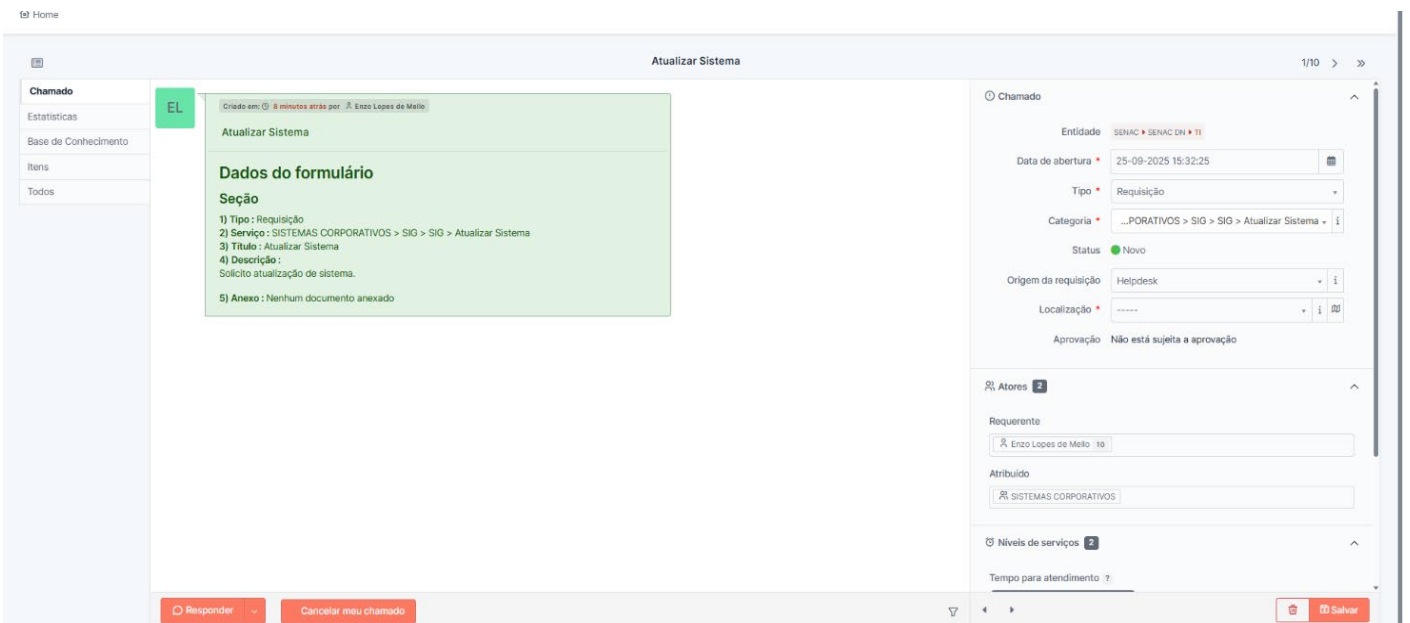 Home
Atualizar Sistema
1/10
Chamado
Estatísticas
Base de Conhecimento
Itens
Todos
EL
Criado em: 8 minutos atrás por Enzo Lopes de Mello
Atualizar Sistema
Dados do formulário
Seção
1) Tipo : Requisição
2) Serviço : SISTEMAS CORPORATIVOS > SIG > SIG > Atualizar Sistema
3) Título : Atualizar Sistema
4) Descrição :
Solicito atualização de sistema.
5) Anexo : Nenhum documento anexado
Responder
Cancelar meu chamado
Chamado
Entidade SENAC ▸ SENAC DN ▸ TI
Data de abertura * 25-09-2025 15:32:25
Tipo * Requisição
Categoria * ...PORATIVOS > SIG > SIG > Atualizar Sistema i
Status Novo
Origem da requisição Helpdesk i
Localização * ----- i
Aprovação Não está sujeita a aprovação
Atores 2
Requerente
Enzo Lopes de Mello 10
Atribuído
SISTEMAS CORPORATIVOS
Níveis de serviços 2
Tempo para atendimento ?
Salvar